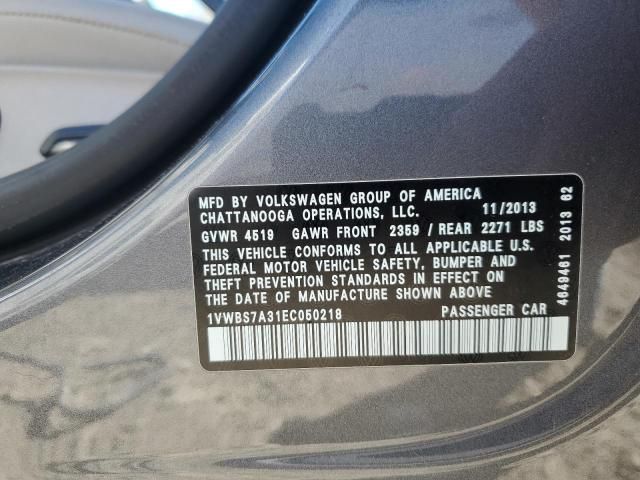 MFD BY VOLKSWAGEN GROUP OF AMERICA
CHATTANOOGA OPERATIONS, LLC. 11/2013
GVWR 4519 GAWR FRONT 2359 / REAR 2271 LBS
THIS VEHICLE CONFORMS TO ALL APPLICABLE U.S.
FEDERAL MOTOR VEHICLE SAFETY, BUMPER AND
THEFT PREVENTION STANDARDS IN EFFECT ON
THE DATE OF MANUFACTURE SHOWN ABOVE
1VWBS7A31EC050218 PASSENGER CAR
4649461 2013 62